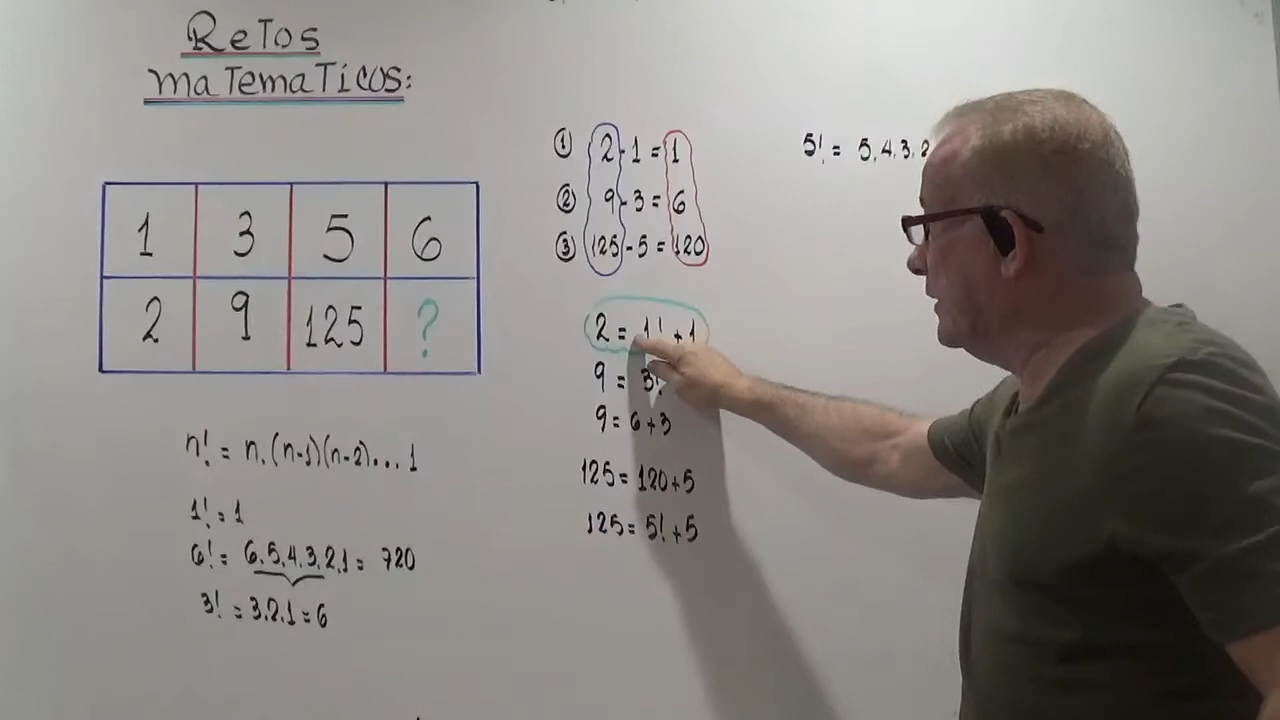 ReTos
maTemaTicos:
1 3 5 6
2 9 125 ?
n! = n.(n-1)(n-2)...1
1! = 1
6! = 6.5.4.3.2.1 = 720
3! = 3.2.1 = 6
① 2 - 1 = 1
② 9 - 3 = 6
③ 125 - 5 = 120
2 = 1! + 1
9 = 3!
9 = 6 + 3
125 = 120 + 5
125 = 5! + 5
5! = 5.4.3.2